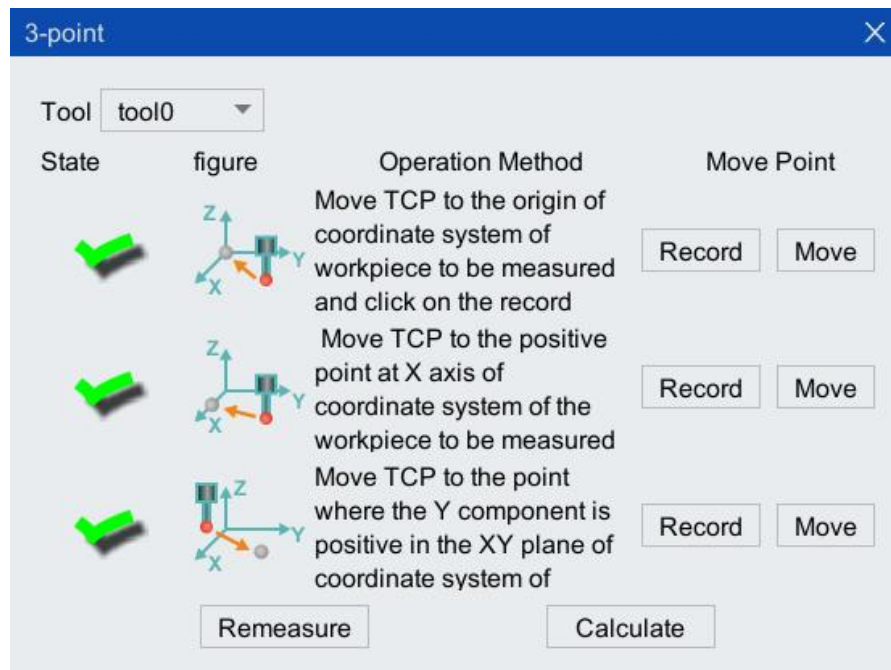 3-point
Tool tool0
State figure Operation Method Move Point
Z
Y
X
Move TCP to the origin of
coordinate system of
workpiece to be measured
and click on the record
Record Move
Z
Y
X
Move TCP to the positive
point at X axis of
coordinate system of the
workpiece to be measured
Record Move
Z
Y
X
Move TCP to the point
where the Y component is
positive in the XY plane of
coordinate system of
Record Move
Remeasure Calculate